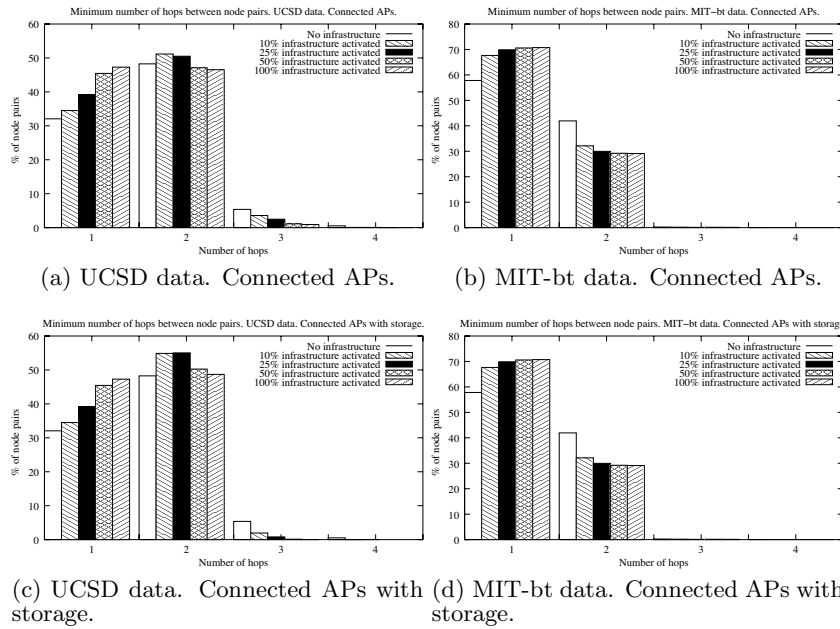 Minimum number of hops between node pairs. UCSD data. Connected APs.
No infrastructure
10% infrastructure activated
25% infrastructure activated
50% infrastructure activated
100% infrastructure activated
% of node pairs
60
50
40
30
20
10
0
1 2 3 4
Number of hops
(a) UCSD data. Connected APs.
Minimum number of hops between node pairs. MIT-bt data. Connected APs.
No infrastructure
10% infrastructure activated
25% infrastructure activated
50% infrastructure activated
100% infrastructure activated
% of node pairs
80
70
60
50
40
30
20
10
0
1 2 3 4
Number of hops
(b) MIT-bt data. Connected APs.
Minimum number of hops between node pairs. UCSD data. Connected APs with storage.
No infrastructure
10% infrastructure activated
25% infrastructure activated
50% infrastructure activated
100% infrastructure activated
% of node pairs
60
50
40
30
20
10
0
1 2 3 4
Number of hops
(c) UCSD data. Connected APs with
storage.
Minimum number of hops between node pairs. MIT-bt data. Connected APs with storage
No infrastructure
10% infrastructure activated
25% infrastructure activated
50% infrastructure activated
100% infrastructure activated
% of node pairs
80
70
60
50
40
30
20
10
0
1 2 3 4
Number of hops
(d) MIT-bt data. Connected APs with
storage.